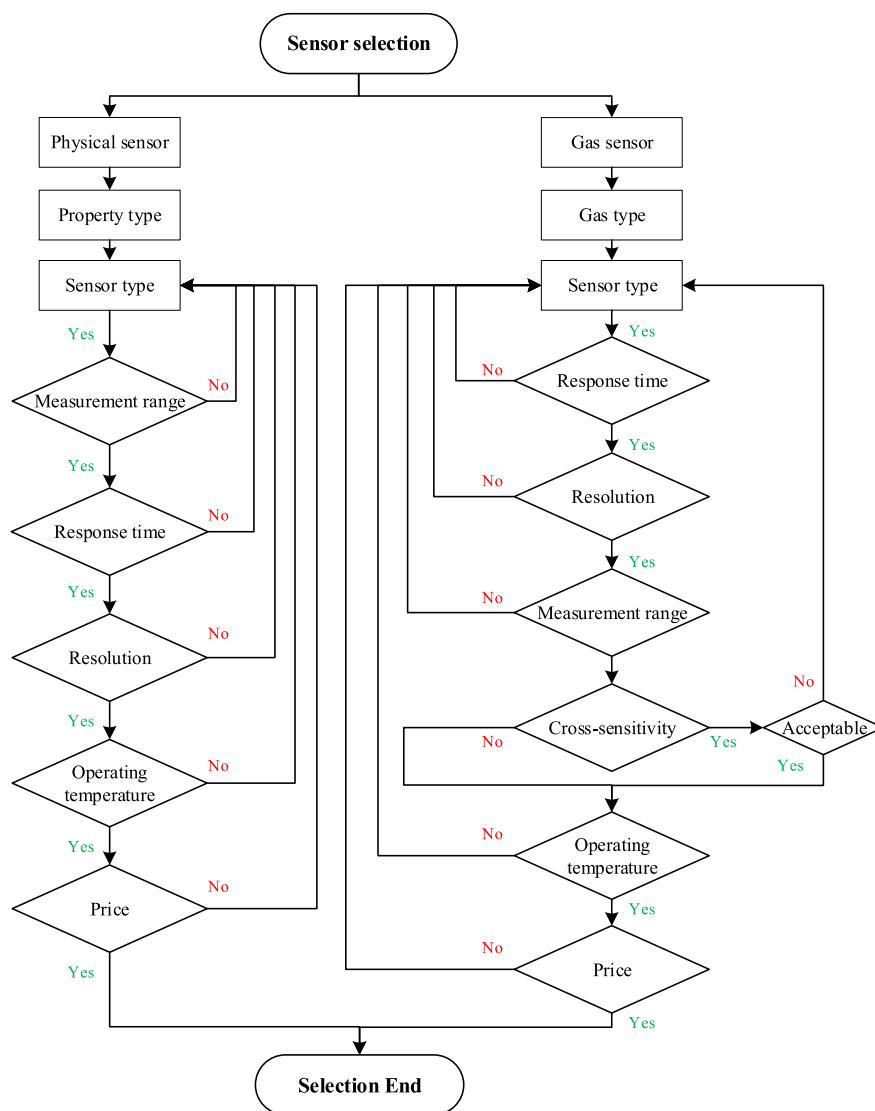 Sensor selection
Physical sensor
Property type
Sensor type
Yes
Measurement range
No
Yes
Response time
No
Yes
Resolution
No
Yes
Operating
temperature
No
Yes
Price
No
Yes
Gas sensor
Gas type
Sensor type
Yes
No
Response time
Yes
No
Resolution
Yes
No
Measurement range
Cross-sensitivity
No
Yes
No
Acceptable
Yes
No
Operating
temperature
Yes
No
Price
Yes
Selection End